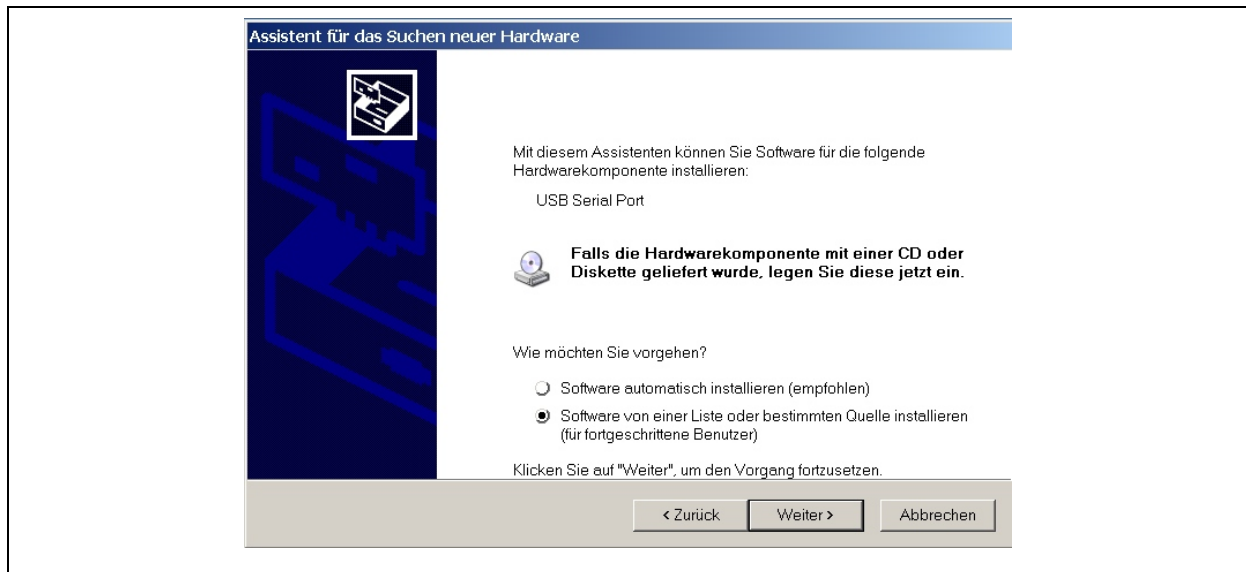 Assistent für das Suchen neuer Hardware
Mit diesem Assistenten können Sie Software für die folgende
Hardwarekomponente installieren:
USB Serial Port
Falls die Hardwarekomponente mit einer CD oder
Diskette geliefert wurde, legen Sie diese jetzt ein.
Wie möchten Sie vorgehen?
Software automatisch installieren (empfohlen)
Software von einer Liste oder bestimmten Quelle installieren
(für fortgeschrittene Benutzer)
Klicken Sie auf "Weiter", um den Vorgang fortzusetzen.
< Zurück Weiter > Abbrechen